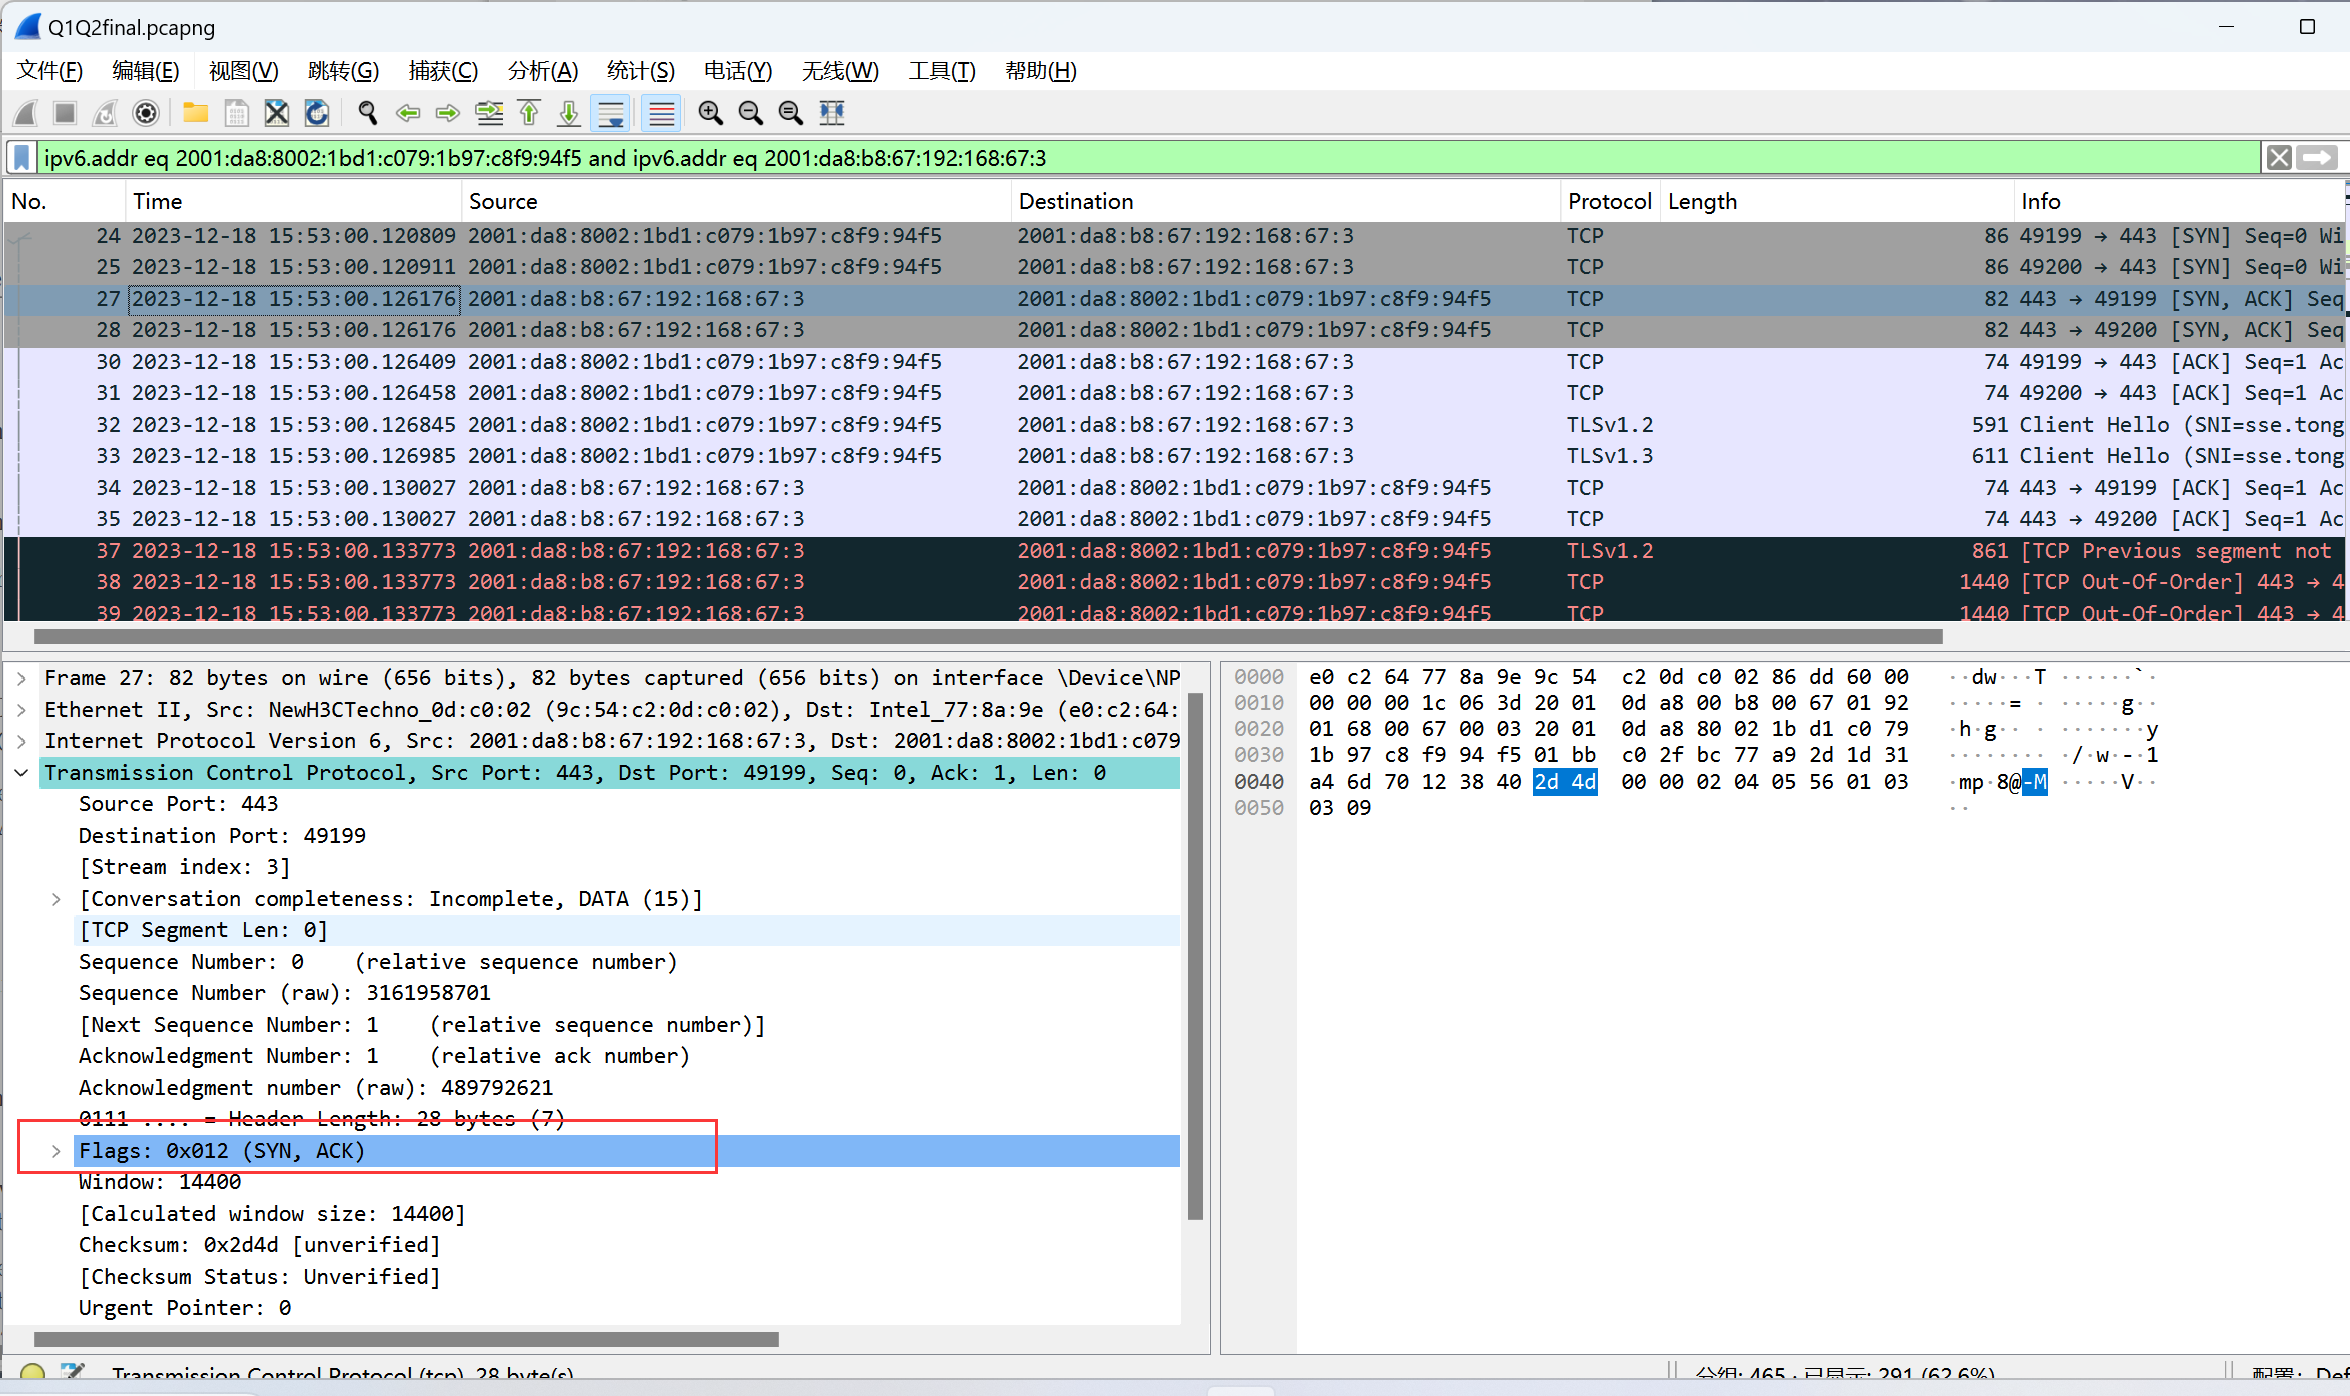 Q1Q2final.pcapng
文件(F) 编辑(E) 视图(V) 跳转(G) 捕获(C) 分析(A) 统计(S) 电话(Y) 无线(W) 工具(T) 帮助(H)
ipv6.addr eq 2001:da8:8002:1bd1:c079:1b97:c8f9:94f5 and ipv6.addr eq 2001:da8:b8:67:192:168:67:3
No. Time Source Destination Protocol Length Info
24 2023-12-18 15:53:00.120809 2001:da8:8002:1bd1:c079:1b97:c8f9:94f5 2001:da8:b8:67:192:168:67:3 TCP 86 49199 → 443 [SYN] Seq=0 Wi
25 2023-12-18 15:53:00.120911 2001:da8:8002:1bd1:c079:1b97:c8f9:94f5 2001:da8:b8:67:192:168:67:3 TCP 86 49200 → 443 [SYN] Seq=0 Wi
27 2023-12-18 15:53:00.126176 2001:da8:b8:67:192:168:67:3 2001:da8:8002:1bd1:c079:1b97:c8f9:94f5 TCP 82 443 → 49199 [SYN, ACK] Seq
28 2023-12-18 15:53:00.126176 2001:da8:b8:67:192:168:67:3 2001:da8:8002:1bd1:c079:1b97:c8f9:94f5 TCP 82 443 → 49200 [SYN, ACK] Seq
30 2023-12-18 15:53:00.126409 2001:da8:8002:1bd1:c079:1b97:c8f9:94f5 2001:da8:b8:67:192:168:67:3 TCP 74 49199 → 443 [ACK] Seq=1 Ac
31 2023-12-18 15:53:00.126458 2001:da8:8002:1bd1:c079:1b97:c8f9:94f5 2001:da8:b8:67:192:168:67:3 TCP 74 49200 → 443 [ACK] Seq=1 Ac
32 2023-12-18 15:53:00.126845 2001:da8:8002:1bd1:c079:1b97:c8f9:94f5 2001:da8:b8:67:192:168:67:3 TLSv1.2 591 Client Hello (SNI=sse.tong
33 2023-12-18 15:53:00.126985 2001:da8:8002:1bd1:c079:1b97:c8f9:94f5 2001:da8:b8:67:192:168:67:3 TLSv1.3 611 Client Hello (SNI=sse.tong
34 2023-12-18 15:53:00.130027 2001:da8:b8:67:192:168:67:3 2001:da8:8002:1bd1:c079:1b97:c8f9:94f5 TCP 74 443 → 49199 [ACK] Seq=1 Ac
35 2023-12-18 15:53:00.130027 2001:da8:b8:67:192:168:67:3 2001:da8:8002:1bd1:c079:1b97:c8f9:94f5 TCP 74 443 → 49200 [ACK] Seq=1 Ac
37 2023-12-18 15:53:00.133773 2001:da8:b8:67:192:168:67:3 2001:da8:8002:1bd1:c079:1b97:c8f9:94f5 TLSv1.2 861 [TCP Previous segment not
38 2023-12-18 15:53:00.133773 2001:da8:b8:67:192:168:67:3 2001:da8:8002:1bd1:c079:1b97:c8f9:94f5 TCP 1440 [TCP Out-Of-Order] 443 → 4
39 2023-12-18 15:53:00.133773 2001:da8:b8:67:192:168:67:3 2001:da8:8002:1bd1:c079:1b97:c8f9:94f5 TCP 1440 [TCP Out-Of-Order] 443 → 4
Frame 27: 82 bytes on wire (656 bits), 82 bytes captured (656 bits) on interface \Device\NP
Ethernet II, Src: NewH3CTechno_0d:c0:02 (9c:54:c2:0d:c0:02), Dst: Intel_77:8a:9e (e0:c2:64:
Internet Protocol Version 6, Src: 2001:da8:b8:67:192:168:67:3, Dst: 2001:da8:8002:1bd1:c079
Transmission Control Protocol, Src Port: 443, Dst Port: 49199, Seq: 0, Ack: 1, Len: 0
Source Port: 443
Destination Port: 49199
[Stream index: 3]
[Conversation completeness: Incomplete, DATA (15)]
[TCP Segment Len: 0]
Sequence Number: 0 (relative sequence number)
Sequence Number (raw): 3161958701
[Next Sequence Number: 1 (relative sequence number)]
Acknowledgment Number: 1 (relative ack number)
Acknowledgment number (raw): 489792621
0111 .... = Header Length: 28 bytes (7)
Flags: 0x012 (SYN, ACK)
Window: 14400
[Calculated window size: 14400]
Checksum: 0x2d4d [unverified]
[Checksum Status: Unverified]
Urgent Pointer: 0
0000 e0 c2 64 77 8a 9e 9c 54 c2 0d c0 02 86 dd 60 00 ··dw···T ······`·
0010 00 00 00 1c 06 3d 20 01 0d a8 00 b8 00 67 01 92 ·····= · ·····g··
0020 01 68 00 67 00 03 20 01 0d a8 80 02 1b d1 c0 79 ·h·g·· · ·······y
0030 1b 97 c8 f9 94 f5 01 bb c0 2f bc 77 a9 2d 1d 31 ········ ·/·w·-·1
0040 a4 6d 70 12 38 40 2d 4d 00 00 02 04 05 56 01 03 ·mp·8@-M ·····V··
0050 03 09 ··
Transmission Control Protocol (tcp), 28 byte(s) 分组: 465 · 已显示: 291 (62.6%) 配置: Def